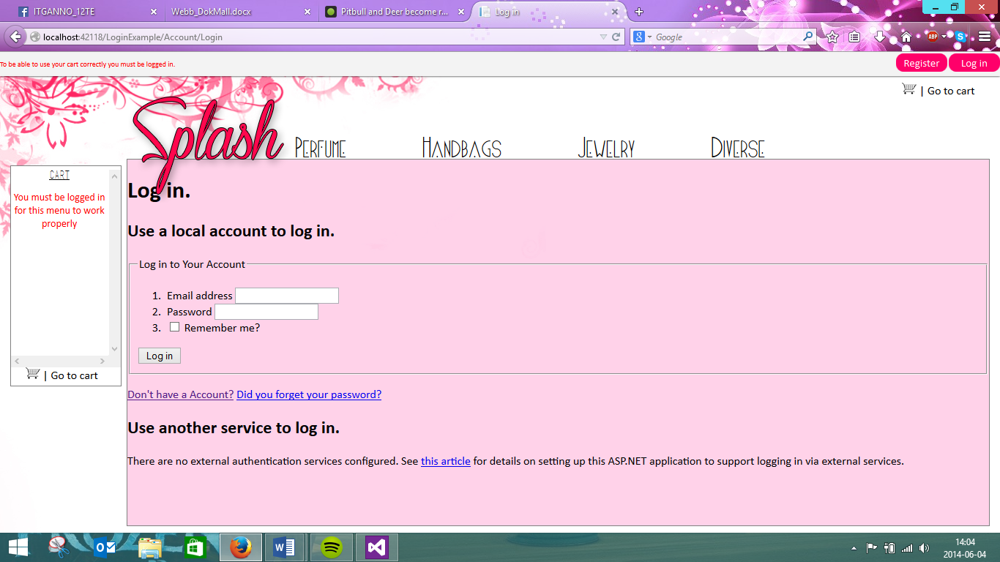 ITGANNO_12TE
Webb_DokMall.docx
Pitbull and Deer become r...
Log in
localhost:42118/LoginExample/Account/Login
Google
To be able to use your cart correctly you must be logged in.
Register
Log in
| Go to cart
Splash
PERFUME
HANDBAGS
JEWELRY
DIVERSE
CART
You must be logged in
for this menu to work
properly
| Go to cart
Log in.
Use a local account to log in.
Log in to Your Account
1. Email address
2. Password
3. Remember me?
Log in
Don't have a Account? Did you forget your password?
Use another service to log in.
There are no external authentication services configured. See this article for details on setting up this ASP.NET application to support logging in via external services.
14:04
2014-06-04